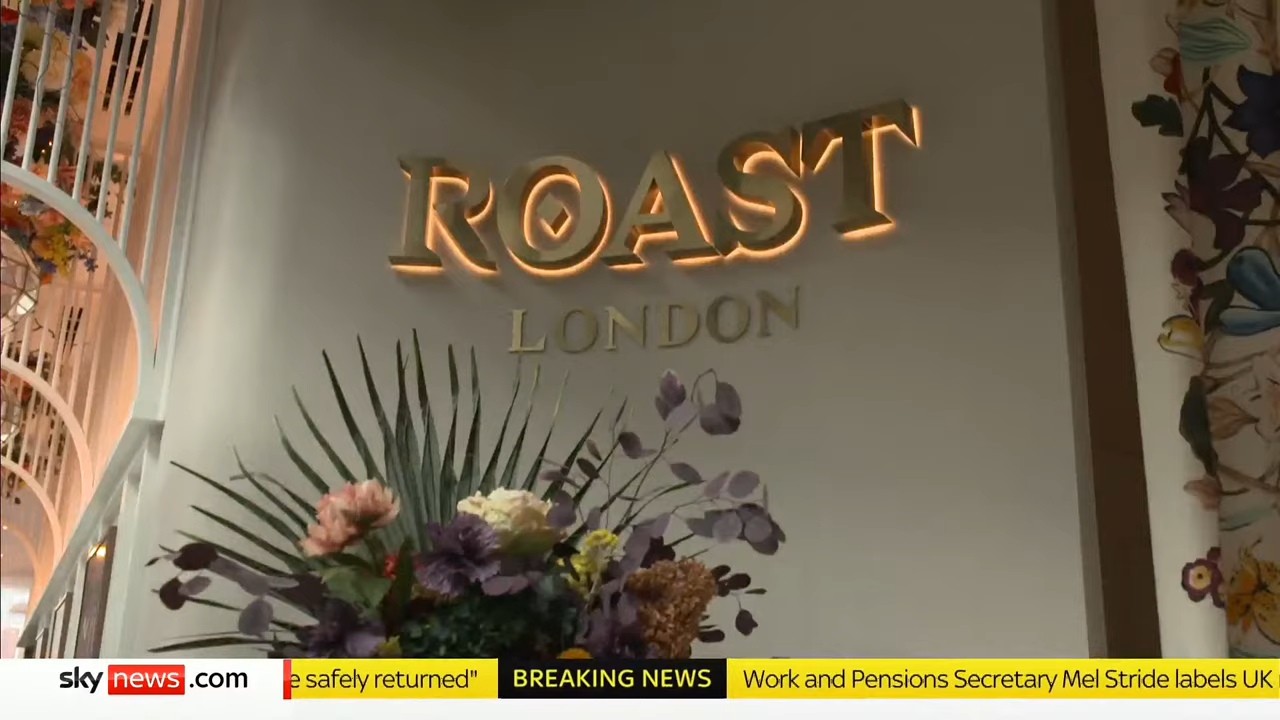 ROAST
LONDON
sky news .com
e safely returned" BREAKING NEWS Work and Pensions Secretary Mel Stride labels UK